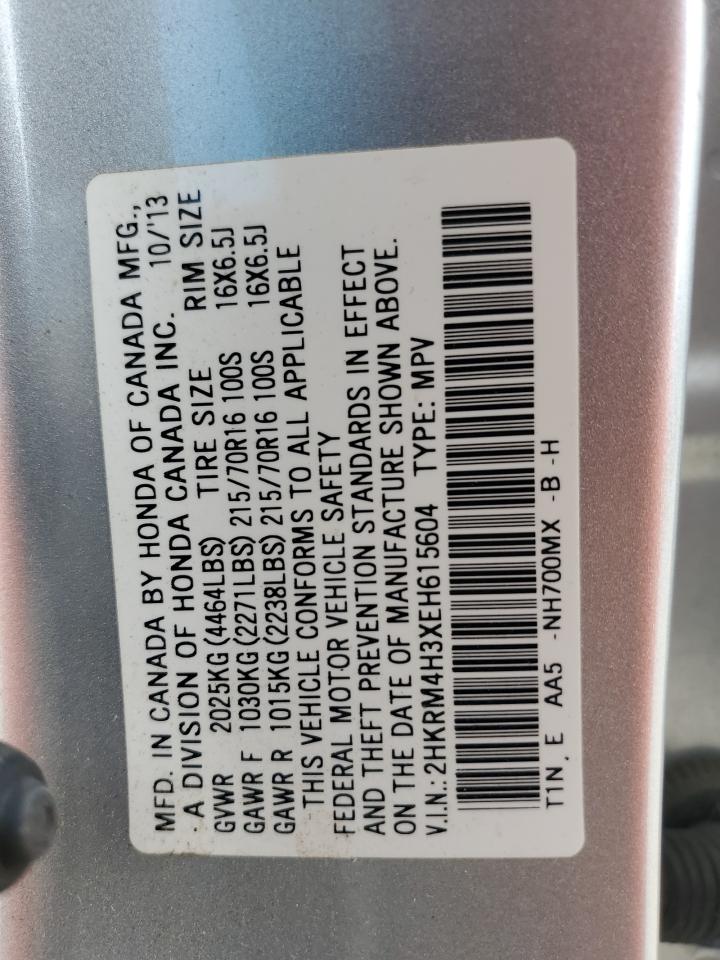 MFD. IN CANADA BY HONDA OF CANADA MFG.,
A DIVISION OF HONDA CANADA INC. 10/'13
GVWR 2025KG (4464LBS) TIRE SIZE RIM SIZE
GAWR F 1030KG (2271LBS) 215/70R16 100S 16X6.5J
GAWR R 1015KG (2238LBS) 215/70R16 100S 16X6.5J
THIS VEHICLE CONFORMS TO ALL APPLICABLE
FEDERAL MOTOR VEHICLE SAFETY
AND THEFT PREVENTION STANDARDS IN EFFECT
ON THE DATE OF MANUFACTURE SHOWN ABOVE.
V.I.N.: 2HKRM4H3XEH615604 TYPE: MPV
T1N, E AA5 -NH700MX -B -H